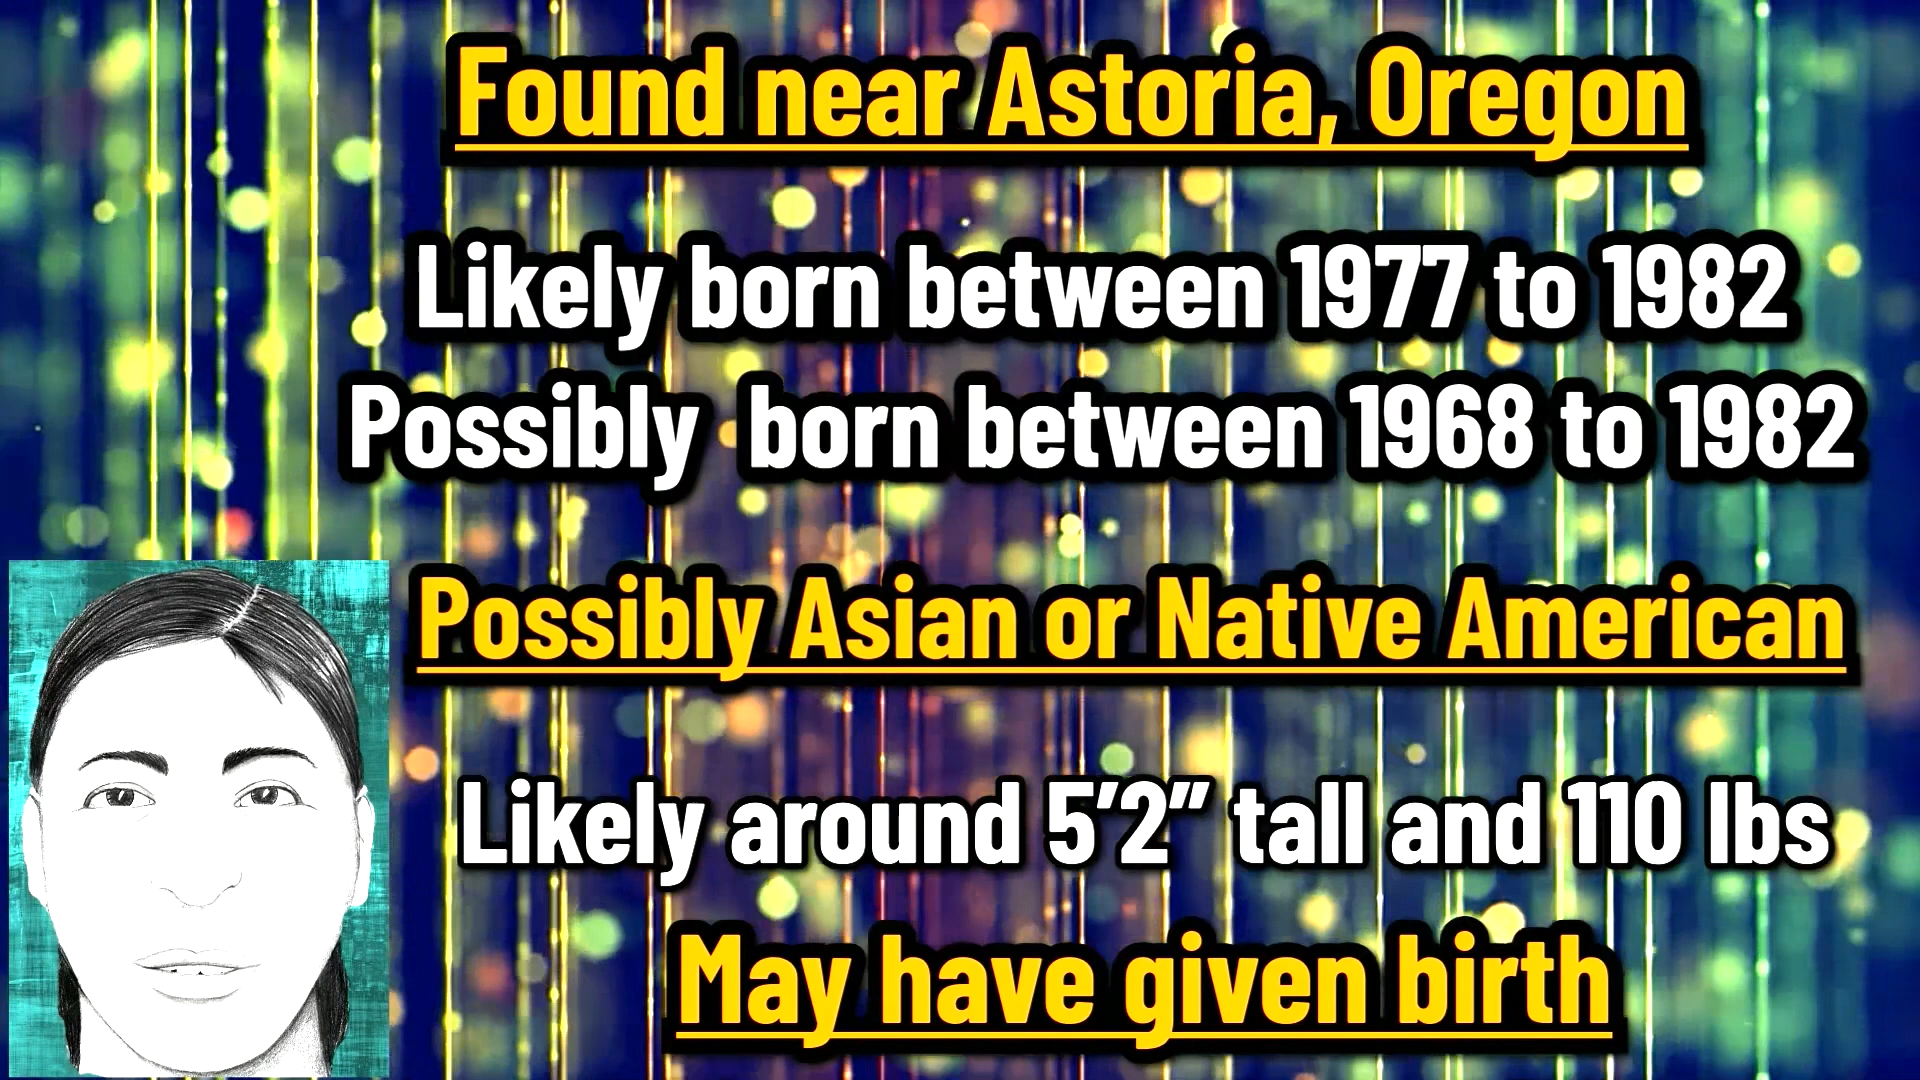 Found near Astoria, Oregon
Likely born between 1977 to 1982
Possibly born between 1968 to 1982
Possibly Asian or Native American
Likely around 5’2” tall and 110 lbs
May have given birth